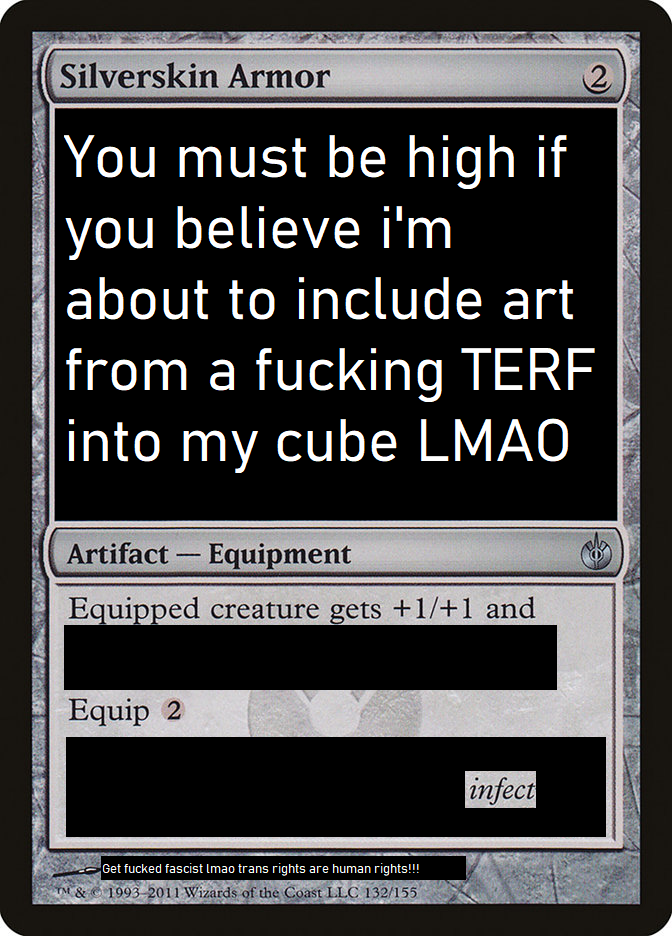 Silverskin Armor 2
You must be high if
you believe i'm
about to include art
from a fucking TERF
into my cube LMAO
Artifact — Equipment
Equipped creature gets +1/+1 and
Equip 2
infect
Get fucked fascist lmao trans rights are human rights!!!
™ & © 1993–2011 Wizards of the Coast LLC 132/155